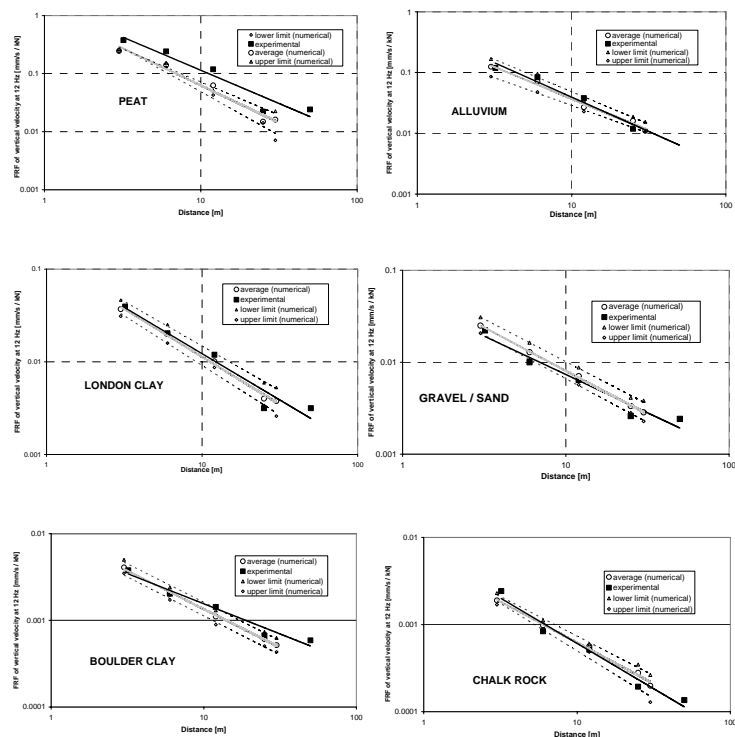 1
0.1
0.01
0.001
1 10 100
Distance [m]
FRF of vertical velocity at 12 Hz [mm/s / kN]
PEAT
lower limit (numerical)
experimental
average (numerical)
upper limit (numerical)
1
0.1
0.01
0.001
1 10 100
Distance [m]
FRF of vertical velocity at 12 Hz [mm/s / kN]
ALLUVIUM
average (numerical)
experimental
lower limit (numerical)
upper limit (numerical)
0.1
0.01
0.001
1 10 100
Distance [m]
FRF of vertical velocity at 12 Hz [mm/s / kN]
LONDON CLAY
average (numerical)
experimental
lower limit (numerical)
upper limit (numerical)
0.1
0.01
0.001
1 10 100
Distance [m]
FRF of vertical velocity at 12 Hz [mm/s / kN]
GRAVEL / SAND
average (numerical)
experimental
lower limit (numerical)
upper limit (numerical)
0.01
0.001
0.0001
1 10 100
Distance [m]
FRF of vertical velocity at 12 Hz [mm/s / kN]
BOULDER CLAY
average (numerical)
experimental
lower limit (numerical)
upper limit (numerical)
0.01
0.001
0.0001
1 10 100
Distance [m]
FRF of vertical velocity at 12 Hz [mm/s / kN]
CHALK ROCK
average (numerical)
experimental
lower limit (numerical)
upper limit (numerical)